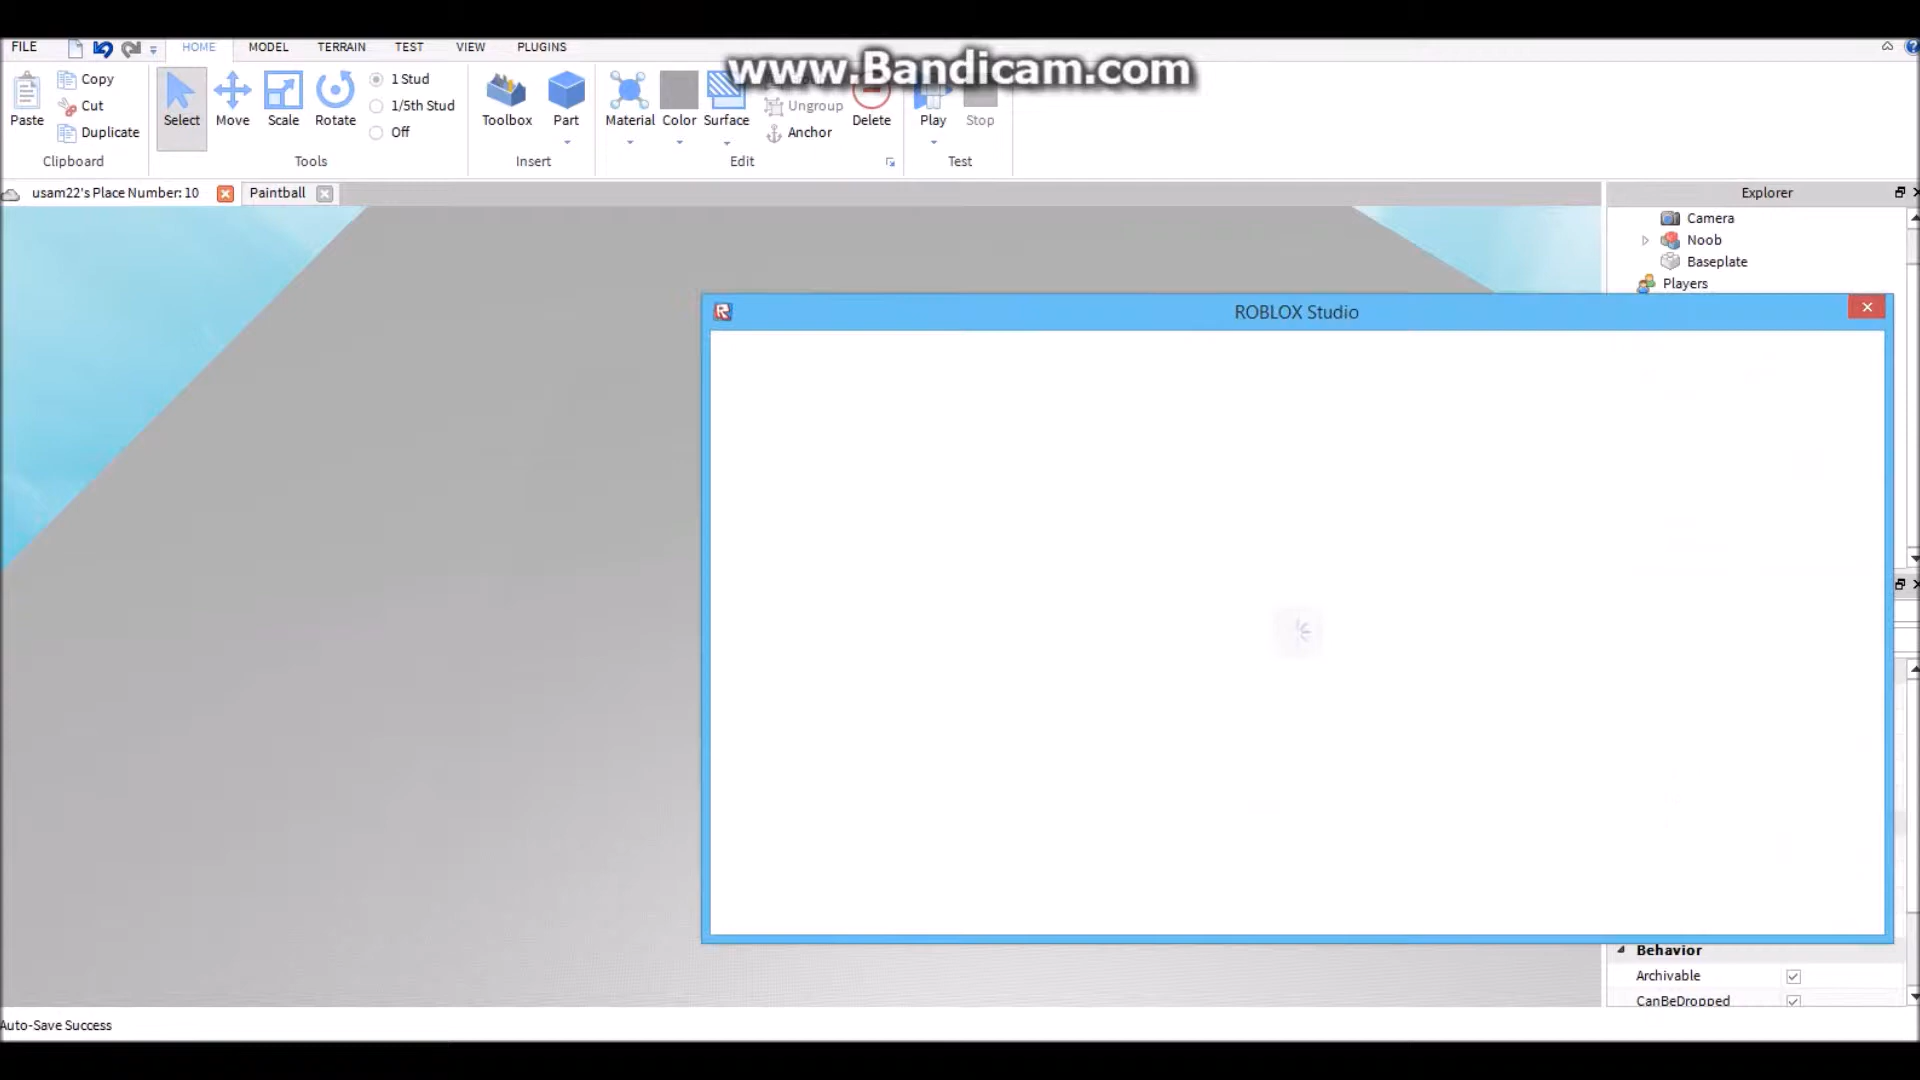 www.Bandicam.com
FILE HOME MODEL TERRAIN TEST VIEW PLUGINS
Paste
Copy
Cut
Duplicate
Clipboard
Select Move Scale Rotate
1 Stud
1/5th Stud
Off
Tools
Toolbox Part
Insert
Material Color Surface
Ungroup
Anchor
Delete
Edit
Play Stop
Test
usam22's Place Number: 10
Paintball
Explorer
Camera
Noob
Baseplate
Players
ROBLOX Studio
Behavior
Archivable
CanBeDropped
Auto-Save Success